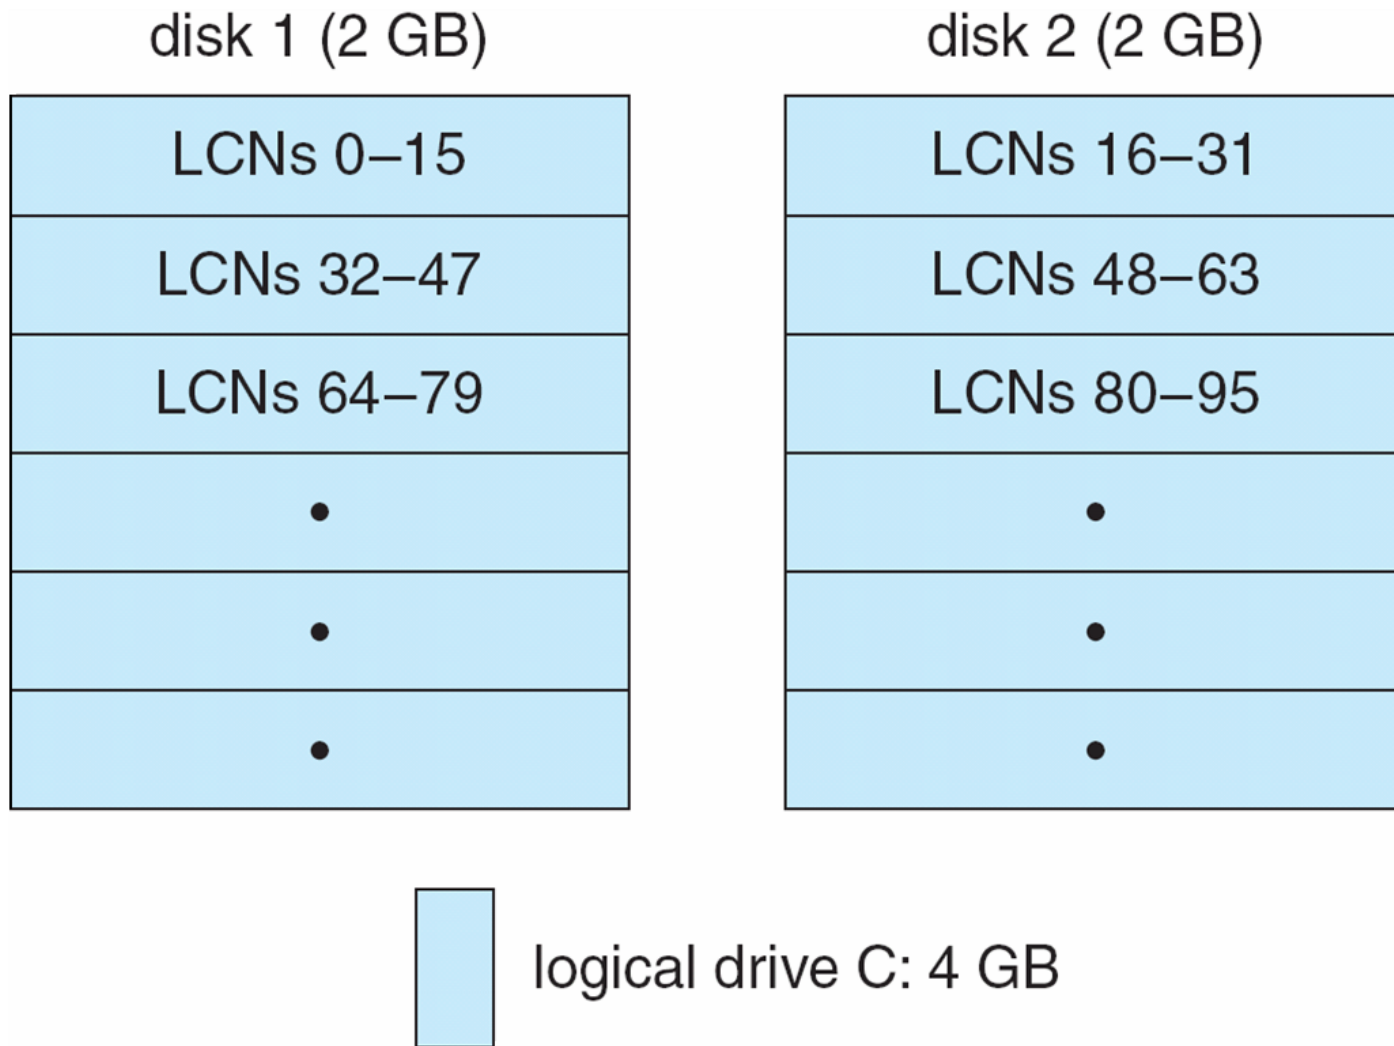 disk 1 (2 GB)
disk 2 (2 GB)
LCNs 0–15
LCNs 16–31
LCNs 32–47
LCNs 48–63
LCNs 64–79
LCNs 80–95
logical drive C: 4 GB